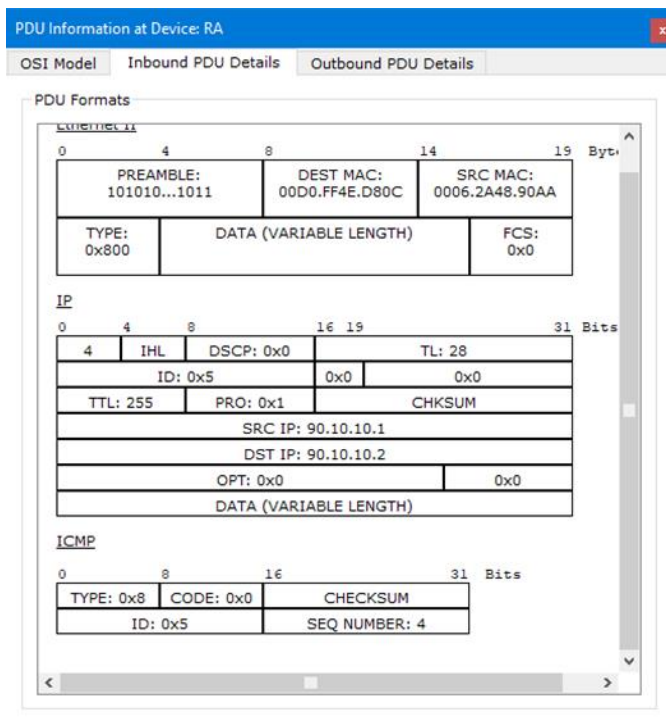 PDU Information at Device: RA
x
OSI Model Inbound PDU Details Outbound PDU Details
PDU Formats
Ethernet II
0 4 8 14 19 Byt
PREAMBLE: DEST MAC: SRC MAC:
101010...1011 00D0.FF4E.D80C 0006.2A48.90AA
TYPE: DATA (VARIABLE LENGTH) FCS:
0x800 0x0
IP
0 4 8 16 19 31 Bits
4 IHL DSCP: 0x0 TL: 28
ID: 0x5 0x0 0x0
TTL: 255 PRO: 0x1 CHKSUM
SRC IP: 90.10.10.1
DST IP: 90.10.10.2
OPT: 0x0 0x0
DATA (VARIABLE LENGTH)
ICMP
0 8 16 31 Bits
TYPE: 0x8 CODE: 0x0 CHECKSUM
ID: 0x5 SEQ NUMBER: 4